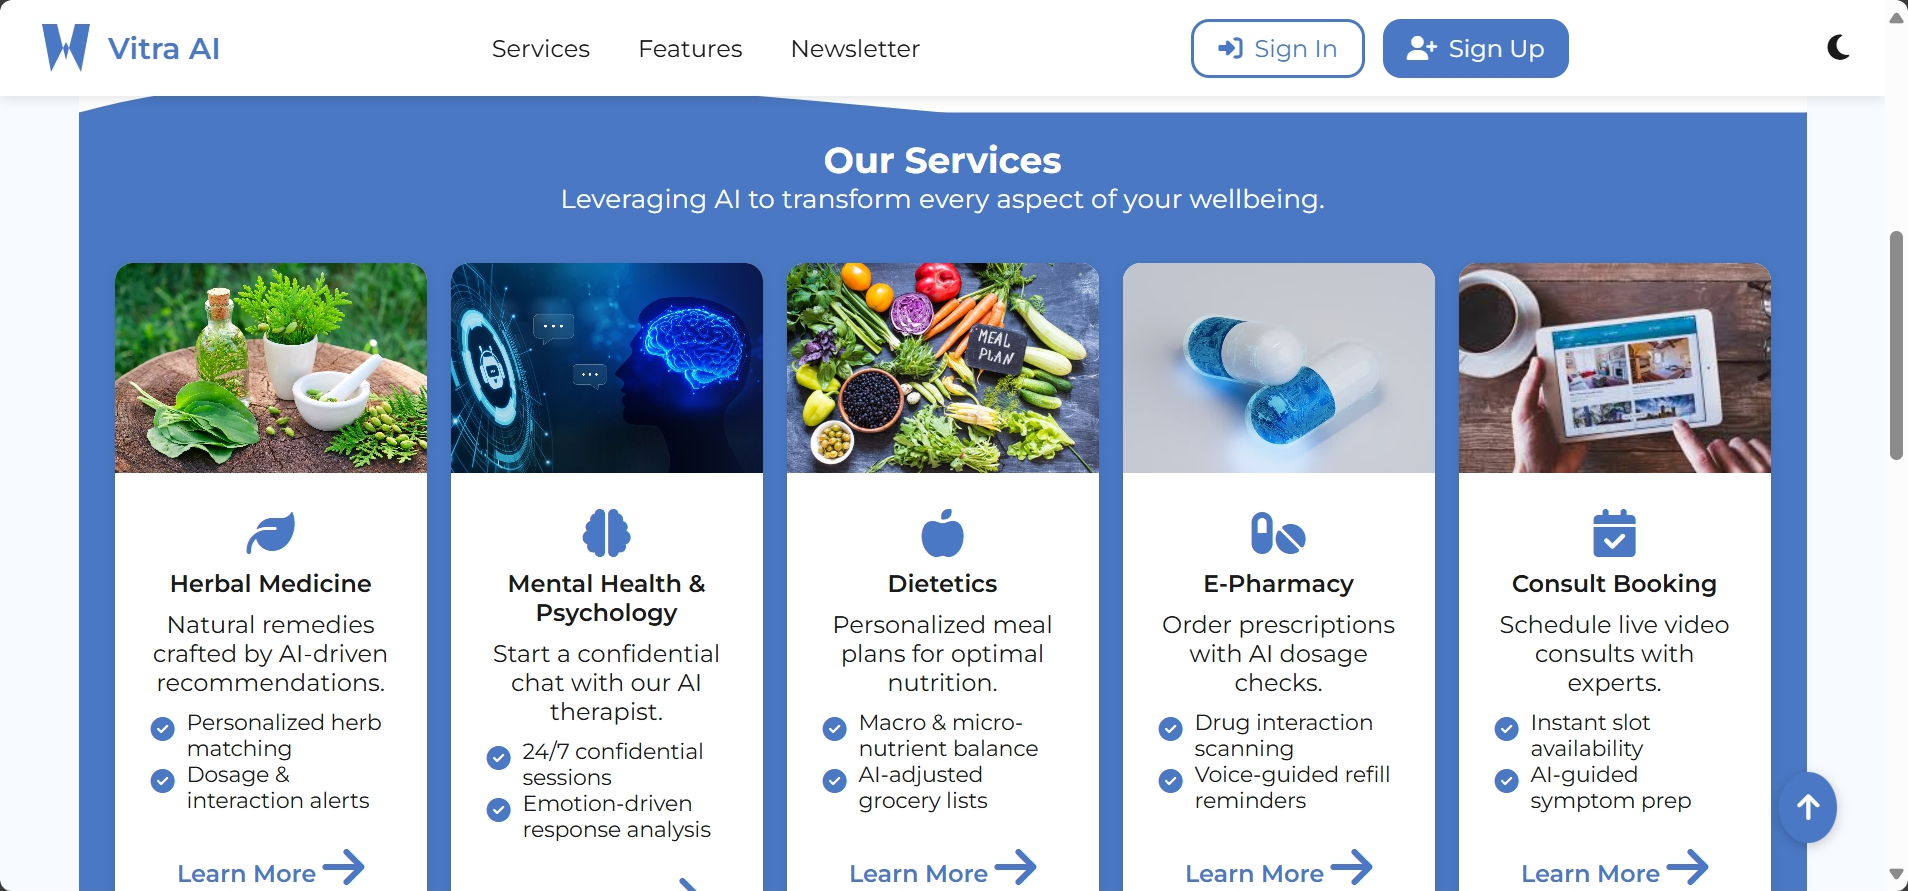 Vitra AI
Services
Features
Newsletter
Sign In
Sign Up
Our Services
Leveraging AI to transform every aspect of your wellbeing.
MEAL
PLAN
Herbal Medicine
Natural remedies
crafted by AI-driven
recommendations.
Personalized herb
matching
Dosage &
interaction alerts
Learn More
Mental Health &
Psychology
Start a confidential
chat with our AI
therapist.
24/7 confidential
sessions
Emotion-driven
response analysis
Dietetics
Personalized meal
plans for optimal
nutrition.
Macro & micro-
nutrient balance
AI-adjusted
grocery lists
Learn More
E-Pharmacy
Order prescriptions
with AI dosage
checks.
Drug interaction
scanning
Voice-guided refill
reminders
Learn More
Consult Booking
Schedule live video
consults with
experts.
Instant slot
availability
AI-guided
symptom prep
Learn More